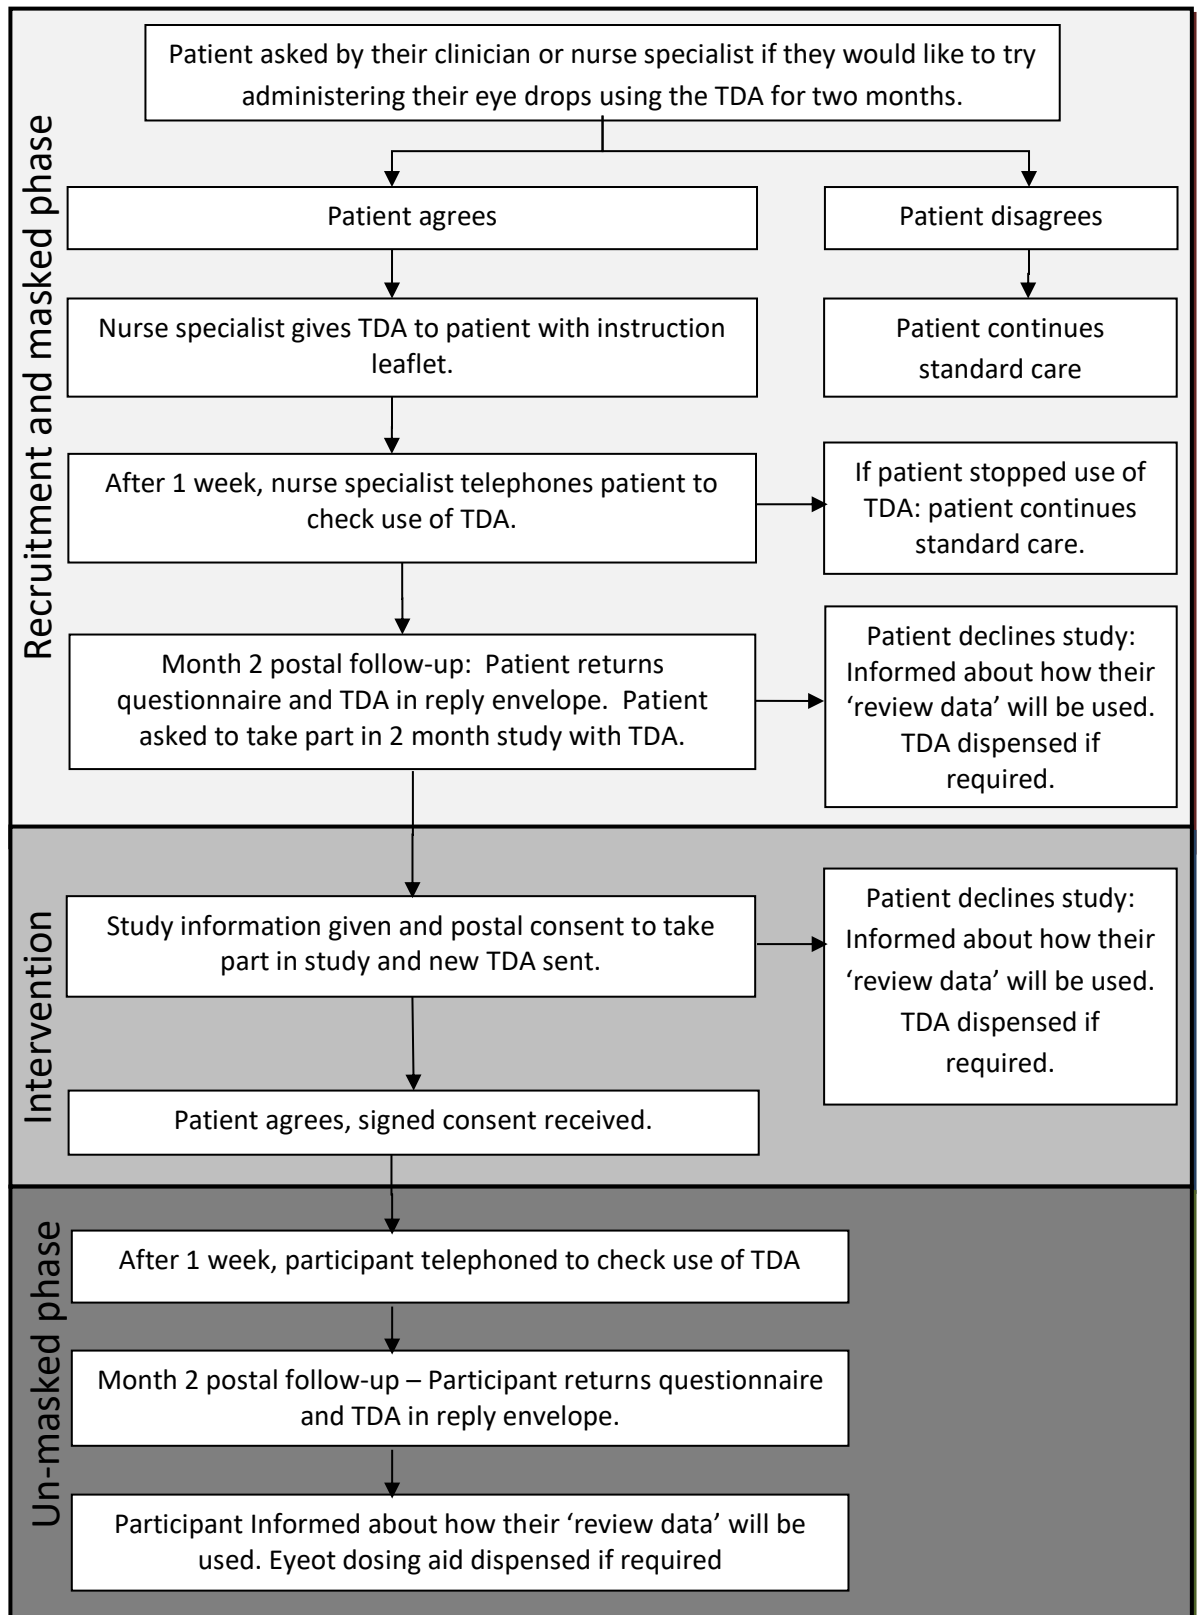 Recruitment and masked phase
Patient asked by their clinician or nurse specialist if they would like to try
administering their eye drops using the TDA for two months.
Patient agrees
Patient disagrees
Nurse specialist gives TDA to patient with instruction
leaflet.
Patient continues
standard care
After 1 week, nurse specialist telephones patient to
check use of TDA.
If patient stopped use of
TDA: patient continues
standard care.
Month 2 postal follow-up:  Patient returns
questionnaire and TDA in reply envelope.  Patient
asked to take part in 2 month study with TDA.
Patient declines study:
Informed about how their
‘review data’ will be used.
TDA dispensed if
required.
Intervention
Study information given and postal consent to take
part in study and new TDA sent.
Patient declines study:
Informed about how their
‘review data’ will be used.
TDA dispensed if
required.
Patient agrees, signed consent received.
Un-masked phase
After 1 week, participant telephoned to check use of TDA
Month 2 postal follow-up – Participant returns questionnaire
and TDA in reply envelope.
Participant Informed about how their ‘review data’ will be
used. Eyeot dosing aid dispensed if required